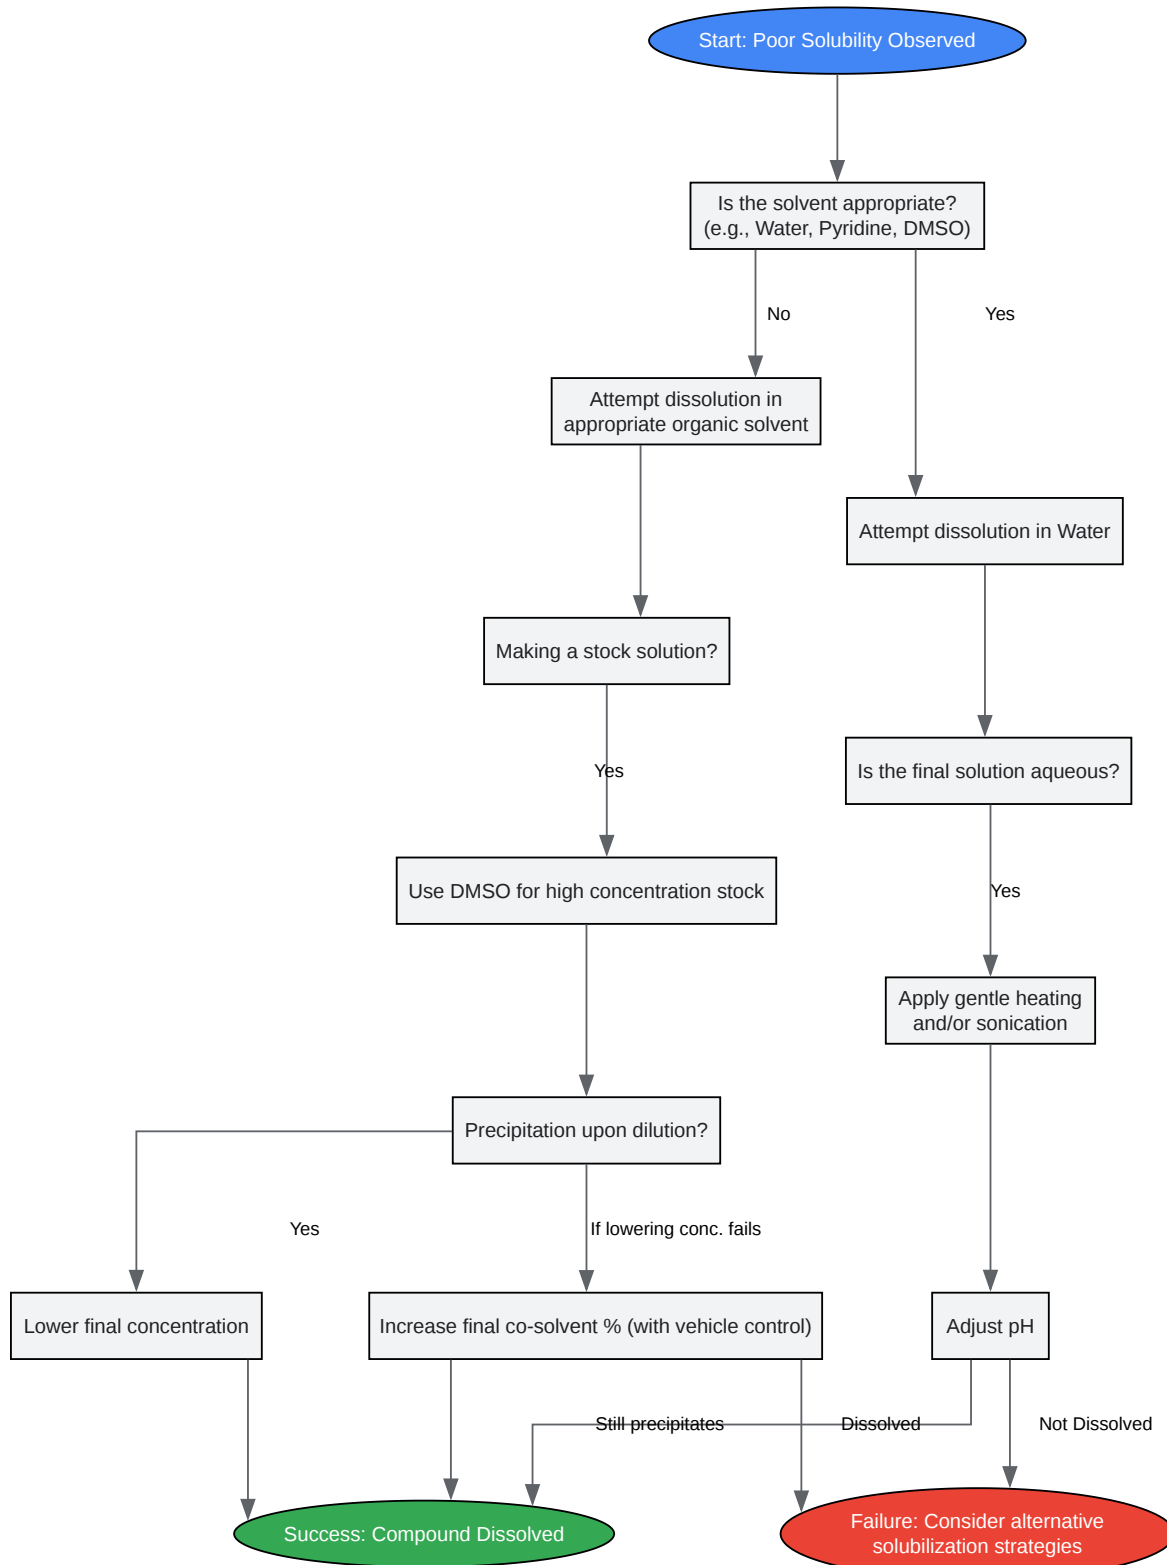 Start: Poor Solubility Observed
Is the solvent appropriate?
(e.g., Water, Pyridine, DMSO)
No
Yes
Attempt dissolution in
appropriate organic solvent
Attempt dissolution in Water
Making a stock solution?
Is the final solution aqueous?
Yes
Use DMSO for high concentration stock
Yes
Apply gentle heating
and/or sonication
Precipitation upon dilution?
Yes
If lowering conc. fails
Lower final concentration
Increase final co-solvent % (with vehicle control)
Adjust pH
Still precipitates
Dissolved
Not Dissolved
Success: Compound Dissolved
Failure: Consider alternative
solubilization strategies